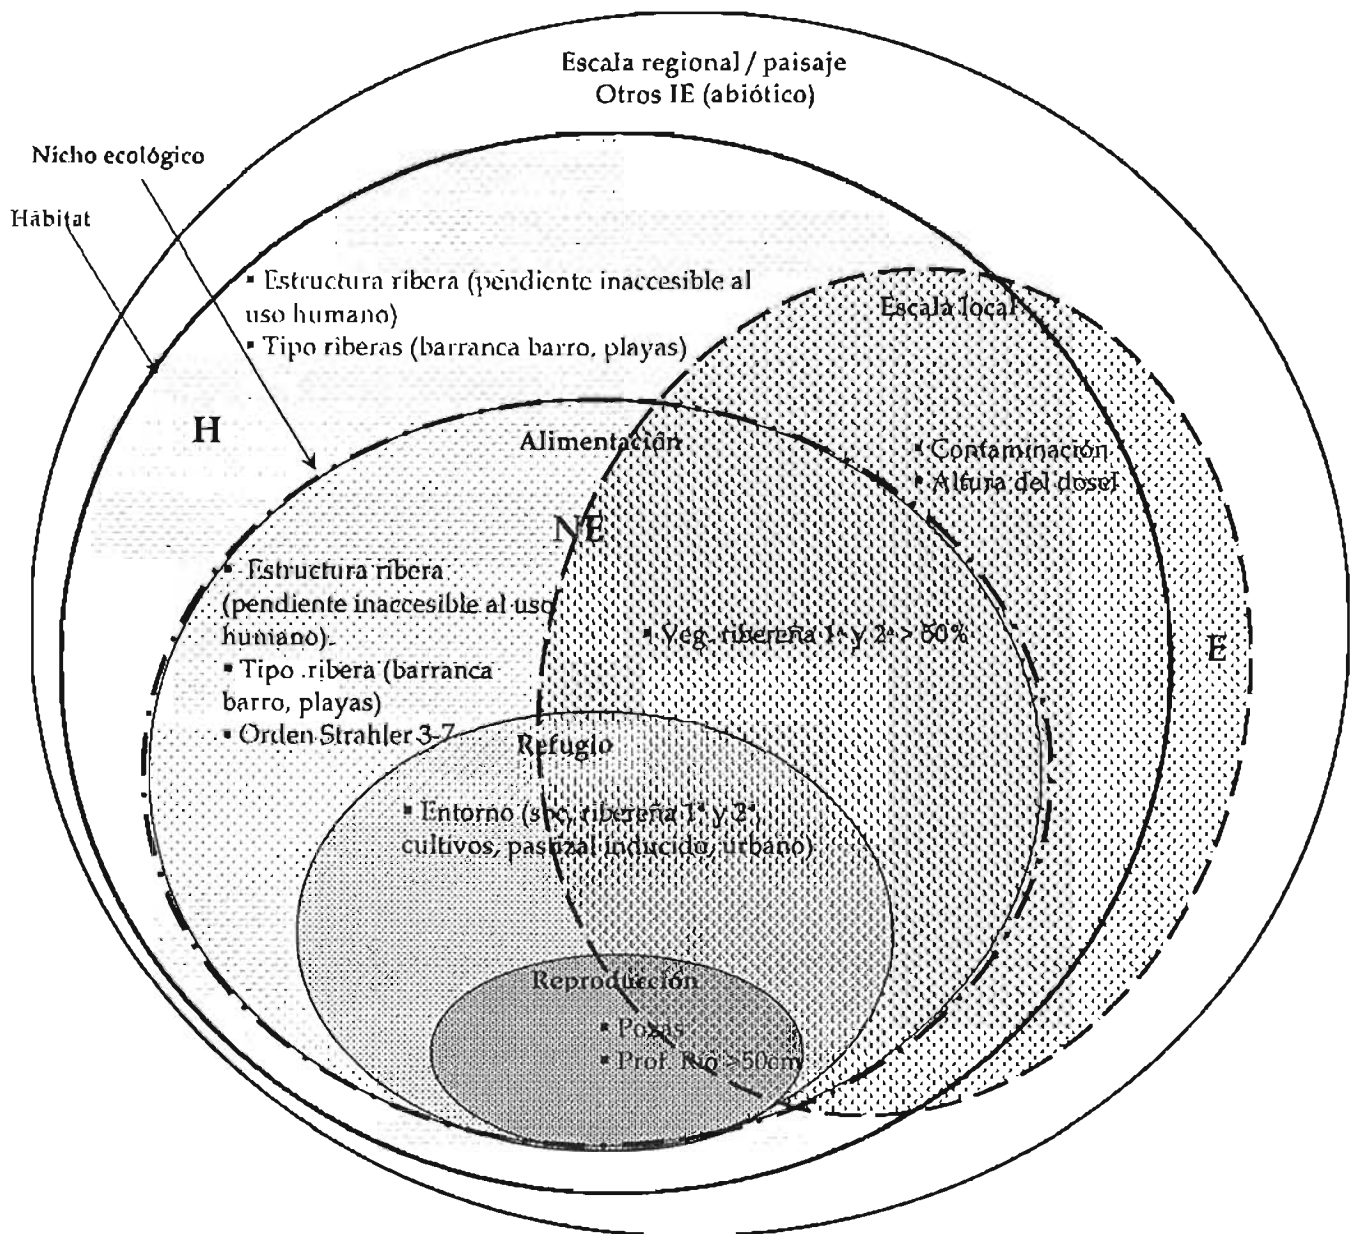 Escala regional / paisaje
Otros IE (abiótico)
Nicho ecológico
Hábitat
▪ Estructura ribera (pendiente inaccesible al
uso humano)
▪ Tipo riberas (barranca barro, playas)
Escala local
H
Alimentación
▪ Contaminación
▪ Altura del dosel
NE
▪ Estructura ribera
(pendiente inaccesible al uso
humano).
▪ Tipo ribera (barranca
barro, playas)
▪ Orden Strahler 3-7
▪ Veg. ribereña 1ª y 2ª > 50%
E
Refugio
▪ Entorno (spc, ribereña 1ª y 2ª,
cultivos, pastizal inducido, urbano)
Reproducción
▪ Pozas
▪ Prof. Río >50cm